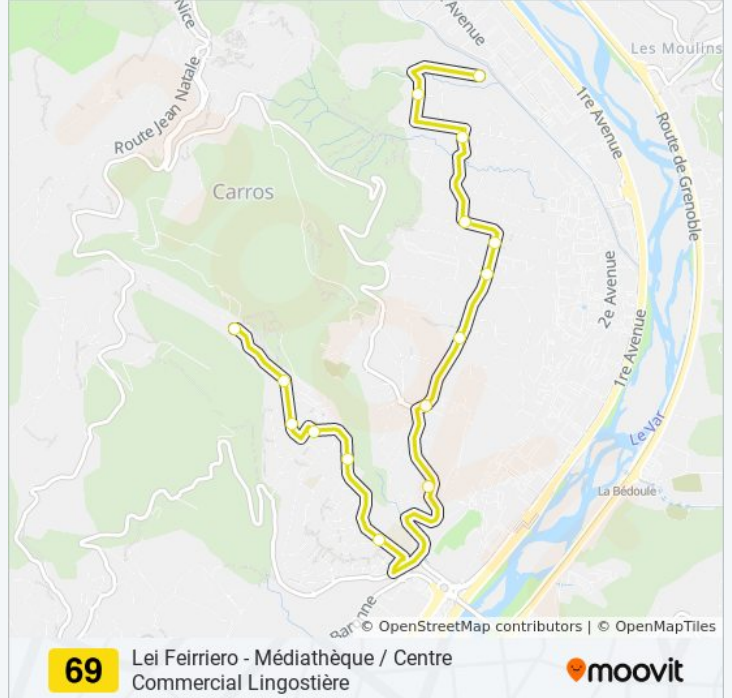 Nice
Avenue
Les Moulins
Route Jean Natale
1re Avenue
Route de Grenoble
Carros
2e Avenue
1re Avenue
Le Var
La Bédoule
© OpenStreetMap contributors | © OpenMapTiles
69
Lei Feirriero - Médiathèque / Centre
Commercial Lingostière
moovit